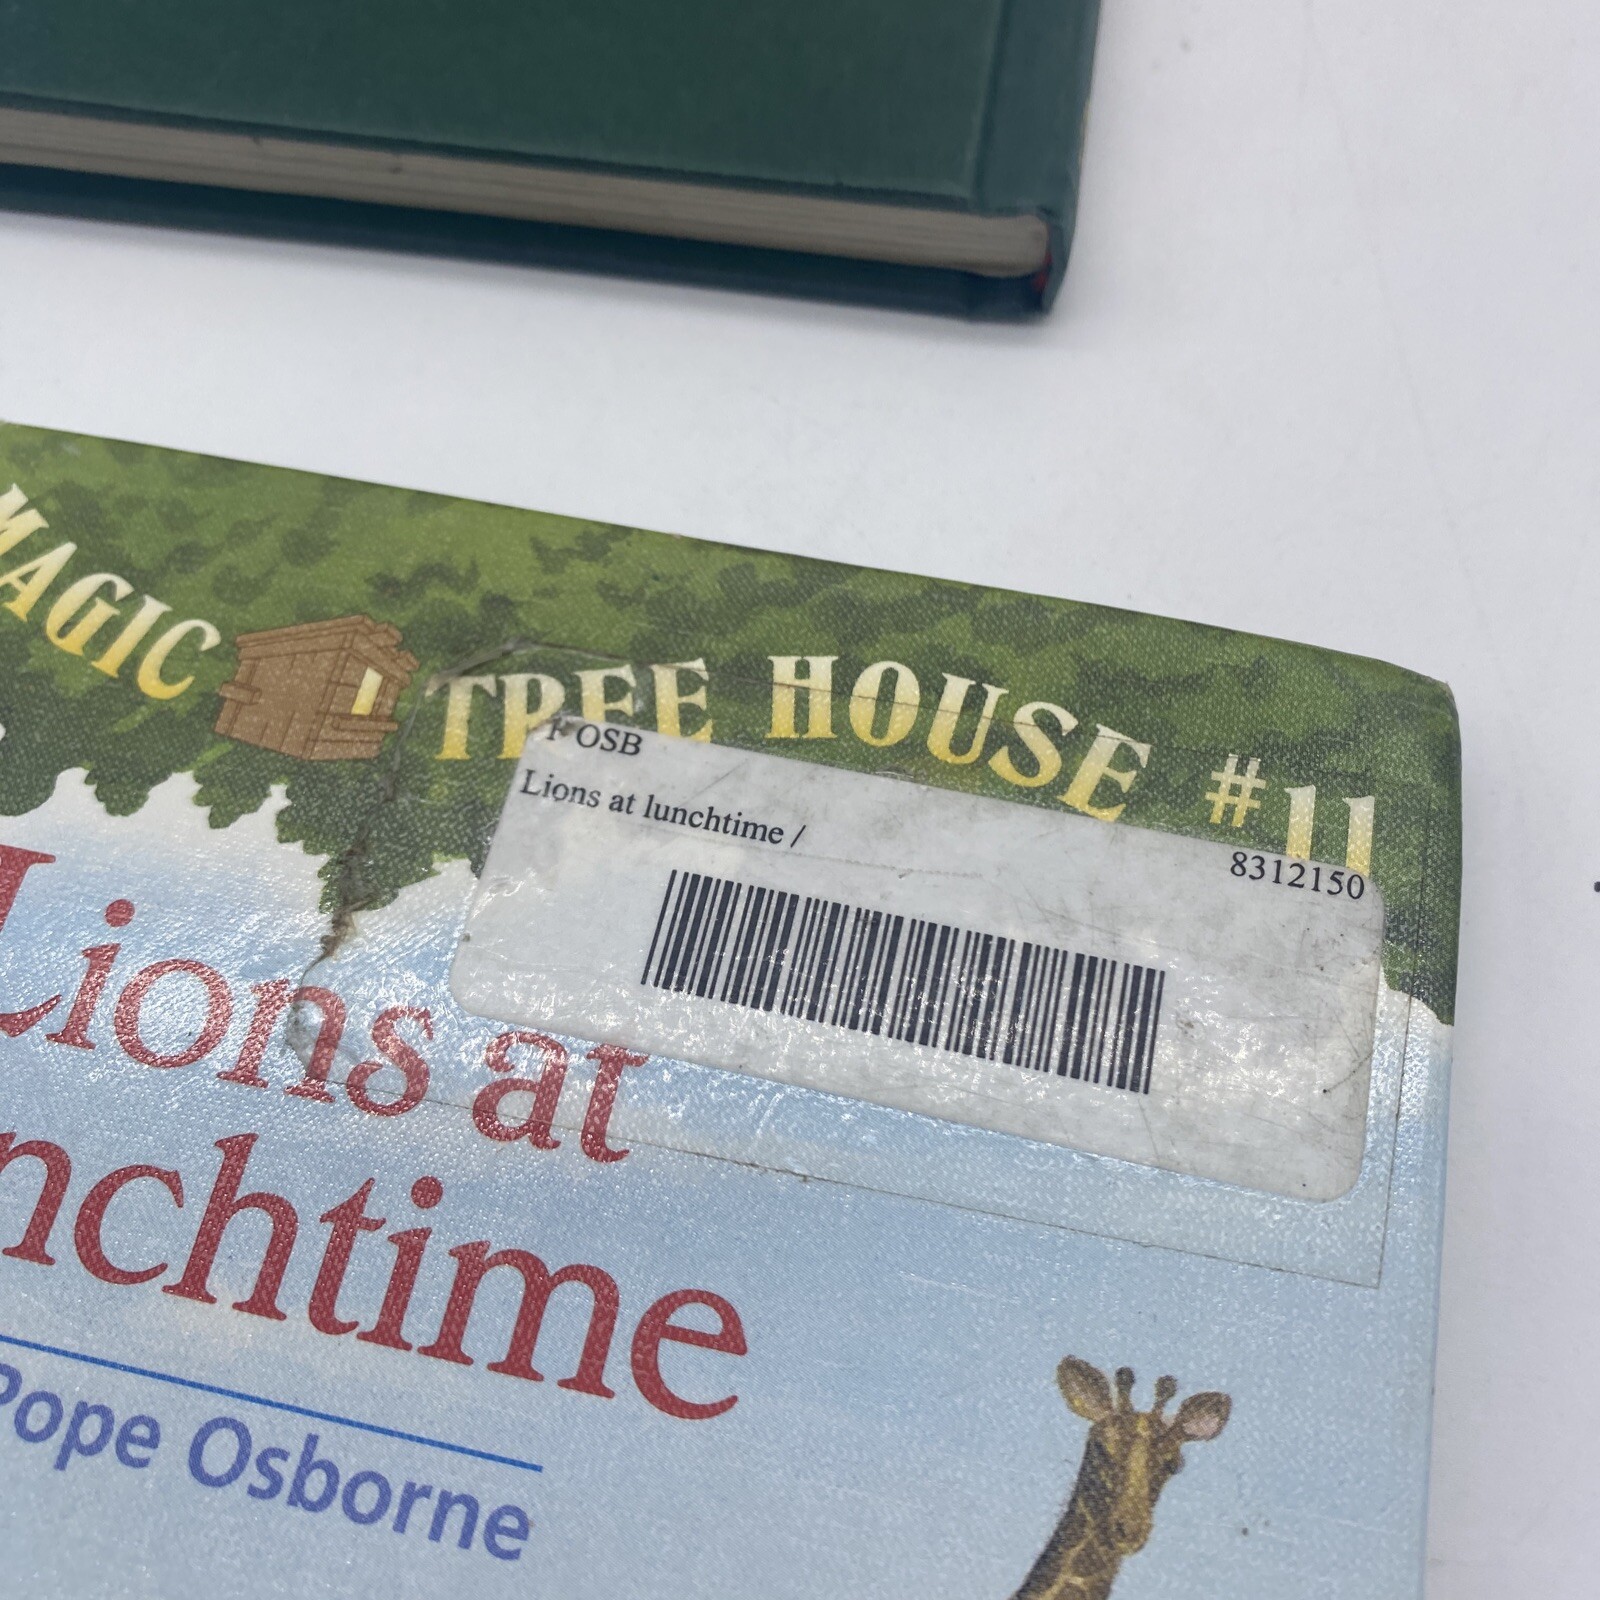 MAGIC TREE HOUSE #11
F OSB
Lions at lunchtime /
8312150
Lions at
nchtime
Pope Osborne